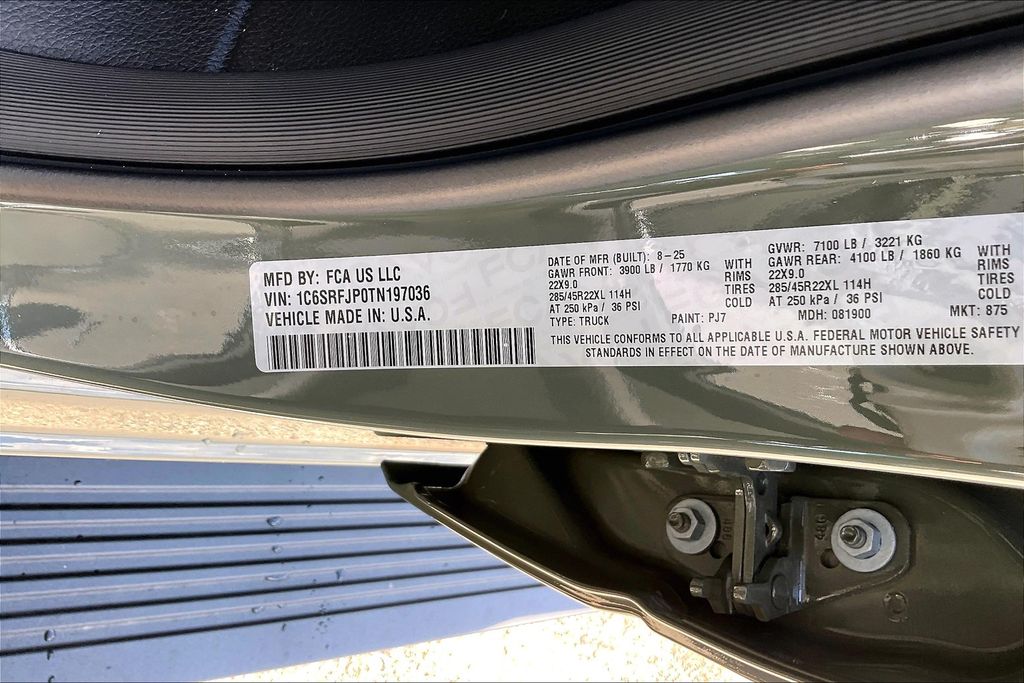 MFD BY: FCA US LLC
VIN: 1C6SRFJP0TN197036
VEHICLE MADE IN: U.S.A.
DATE OF MFR (BUILT): 8-25
GAWR FRONT: 3900 LB / 1770 KG WITH
22X9.0 RIMS
285/45R22XL 114H TIRES
AT 250 kPa / 36 PSI COLD
TYPE: TRUCK PAINT: PJ7
GVWR: 7100 LB / 3221 KG
GAWR REAR: 4100 LB / 1860 KG WITH
22X9.0 RIMS
285/45R22XL 114H TIRES
AT 250 kPa / 36 PSI COLD
MDH: 081900 MKT: 875
THIS VEHICLE CONFORMS TO ALL APPLICABLE U.S.A. FEDERAL MOTOR VEHICLE SAFETY
STANDARDS IN EFFECT ON THE DATE OF MANUFACTURE SHOWN ABOVE.